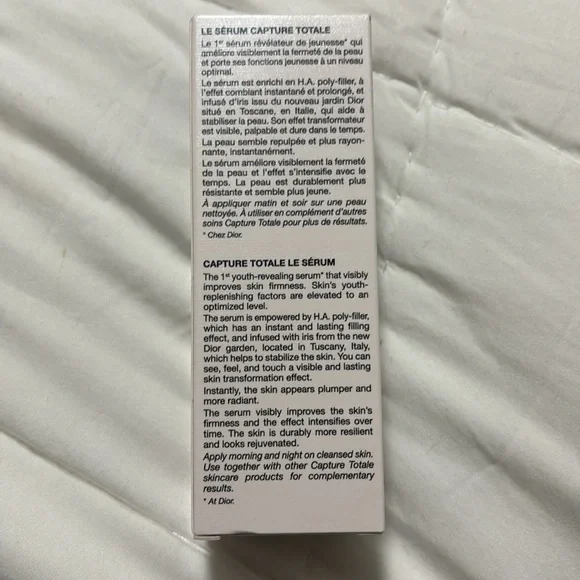 LE SÉRUM CAPTURE TOTALE
Le 1er sérum révélateur de jeunesse* qui
améliore visiblement la fermeté de la peau
et porte ses fonctions jeunesse à un niveau
optimal.
Le sérum est enrichi en H.A. poly-filler, à
l'effet comblant instantané et prolongé, et
infusé d'iris issu du nouveau jardin Dior
situé en Toscane, en Italie, qui aide à
stabiliser la peau. Son effet transformateur
est visible, palpable et dure dans le temps.
La peau semble repulpée et plus rayon-
nante, instantanément.
Le sérum améliore visiblement la fermeté
de la peau et l'effet s'intensifie avec le
temps. La peau est durablement plus
résistante et semble plus jeune.
À appliquer matin et soir sur une peau
nettoyée. À utiliser en complément d'autres
soins Capture Totale pour plus de résultats.
* Chez Dior.
CAPTURE TOTALE LE SÉRUM
The 1st youth-revealing serum* that visibly
improves skin firmness. Skin's youth-
replenishing factors are elevated to an
optimized level.
The serum is empowered by H.A. poly-filler,
which has an instant and lasting filling
effect, and infused with iris from the new
Dior garden, located in Tuscany, Italy,
which helps to stabilize the skin. You can
see, feel, and touch a visible and lasting
skin transformation effect.
Instantly, the skin appears plumper and
more radiant.
The serum visibly improves the skin's
firmness and the effect intensifies over
time. The skin is durably more resilient
and looks rejuvenated.
Apply morning and night on cleansed skin.
Use together with other Capture Totale
skincare products for complementary
results.
* At Dior.